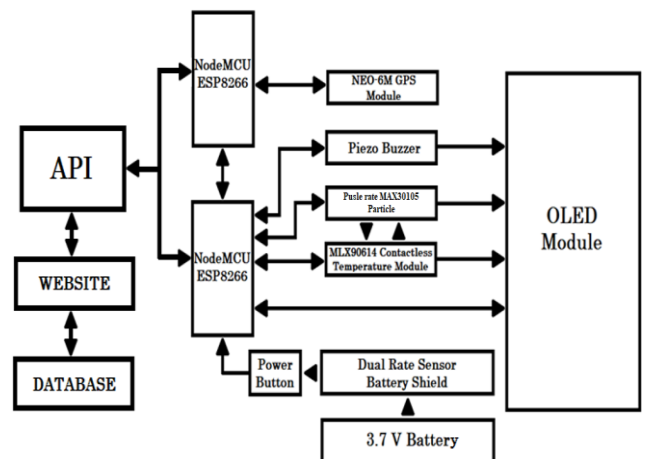 NodeMCU
ESP8266
NEO-6M GPS
Module
API
Piezo Buzzer
Pusle rate MAX30105
Particle
OLED
Module
NodeMCU
ESP8266
MLX90614 Contactless
Temperature Module
WEBSITE
DATABASE
Power
Button
Dual Rate Sensor
Battery Shield
3.7 V Battery